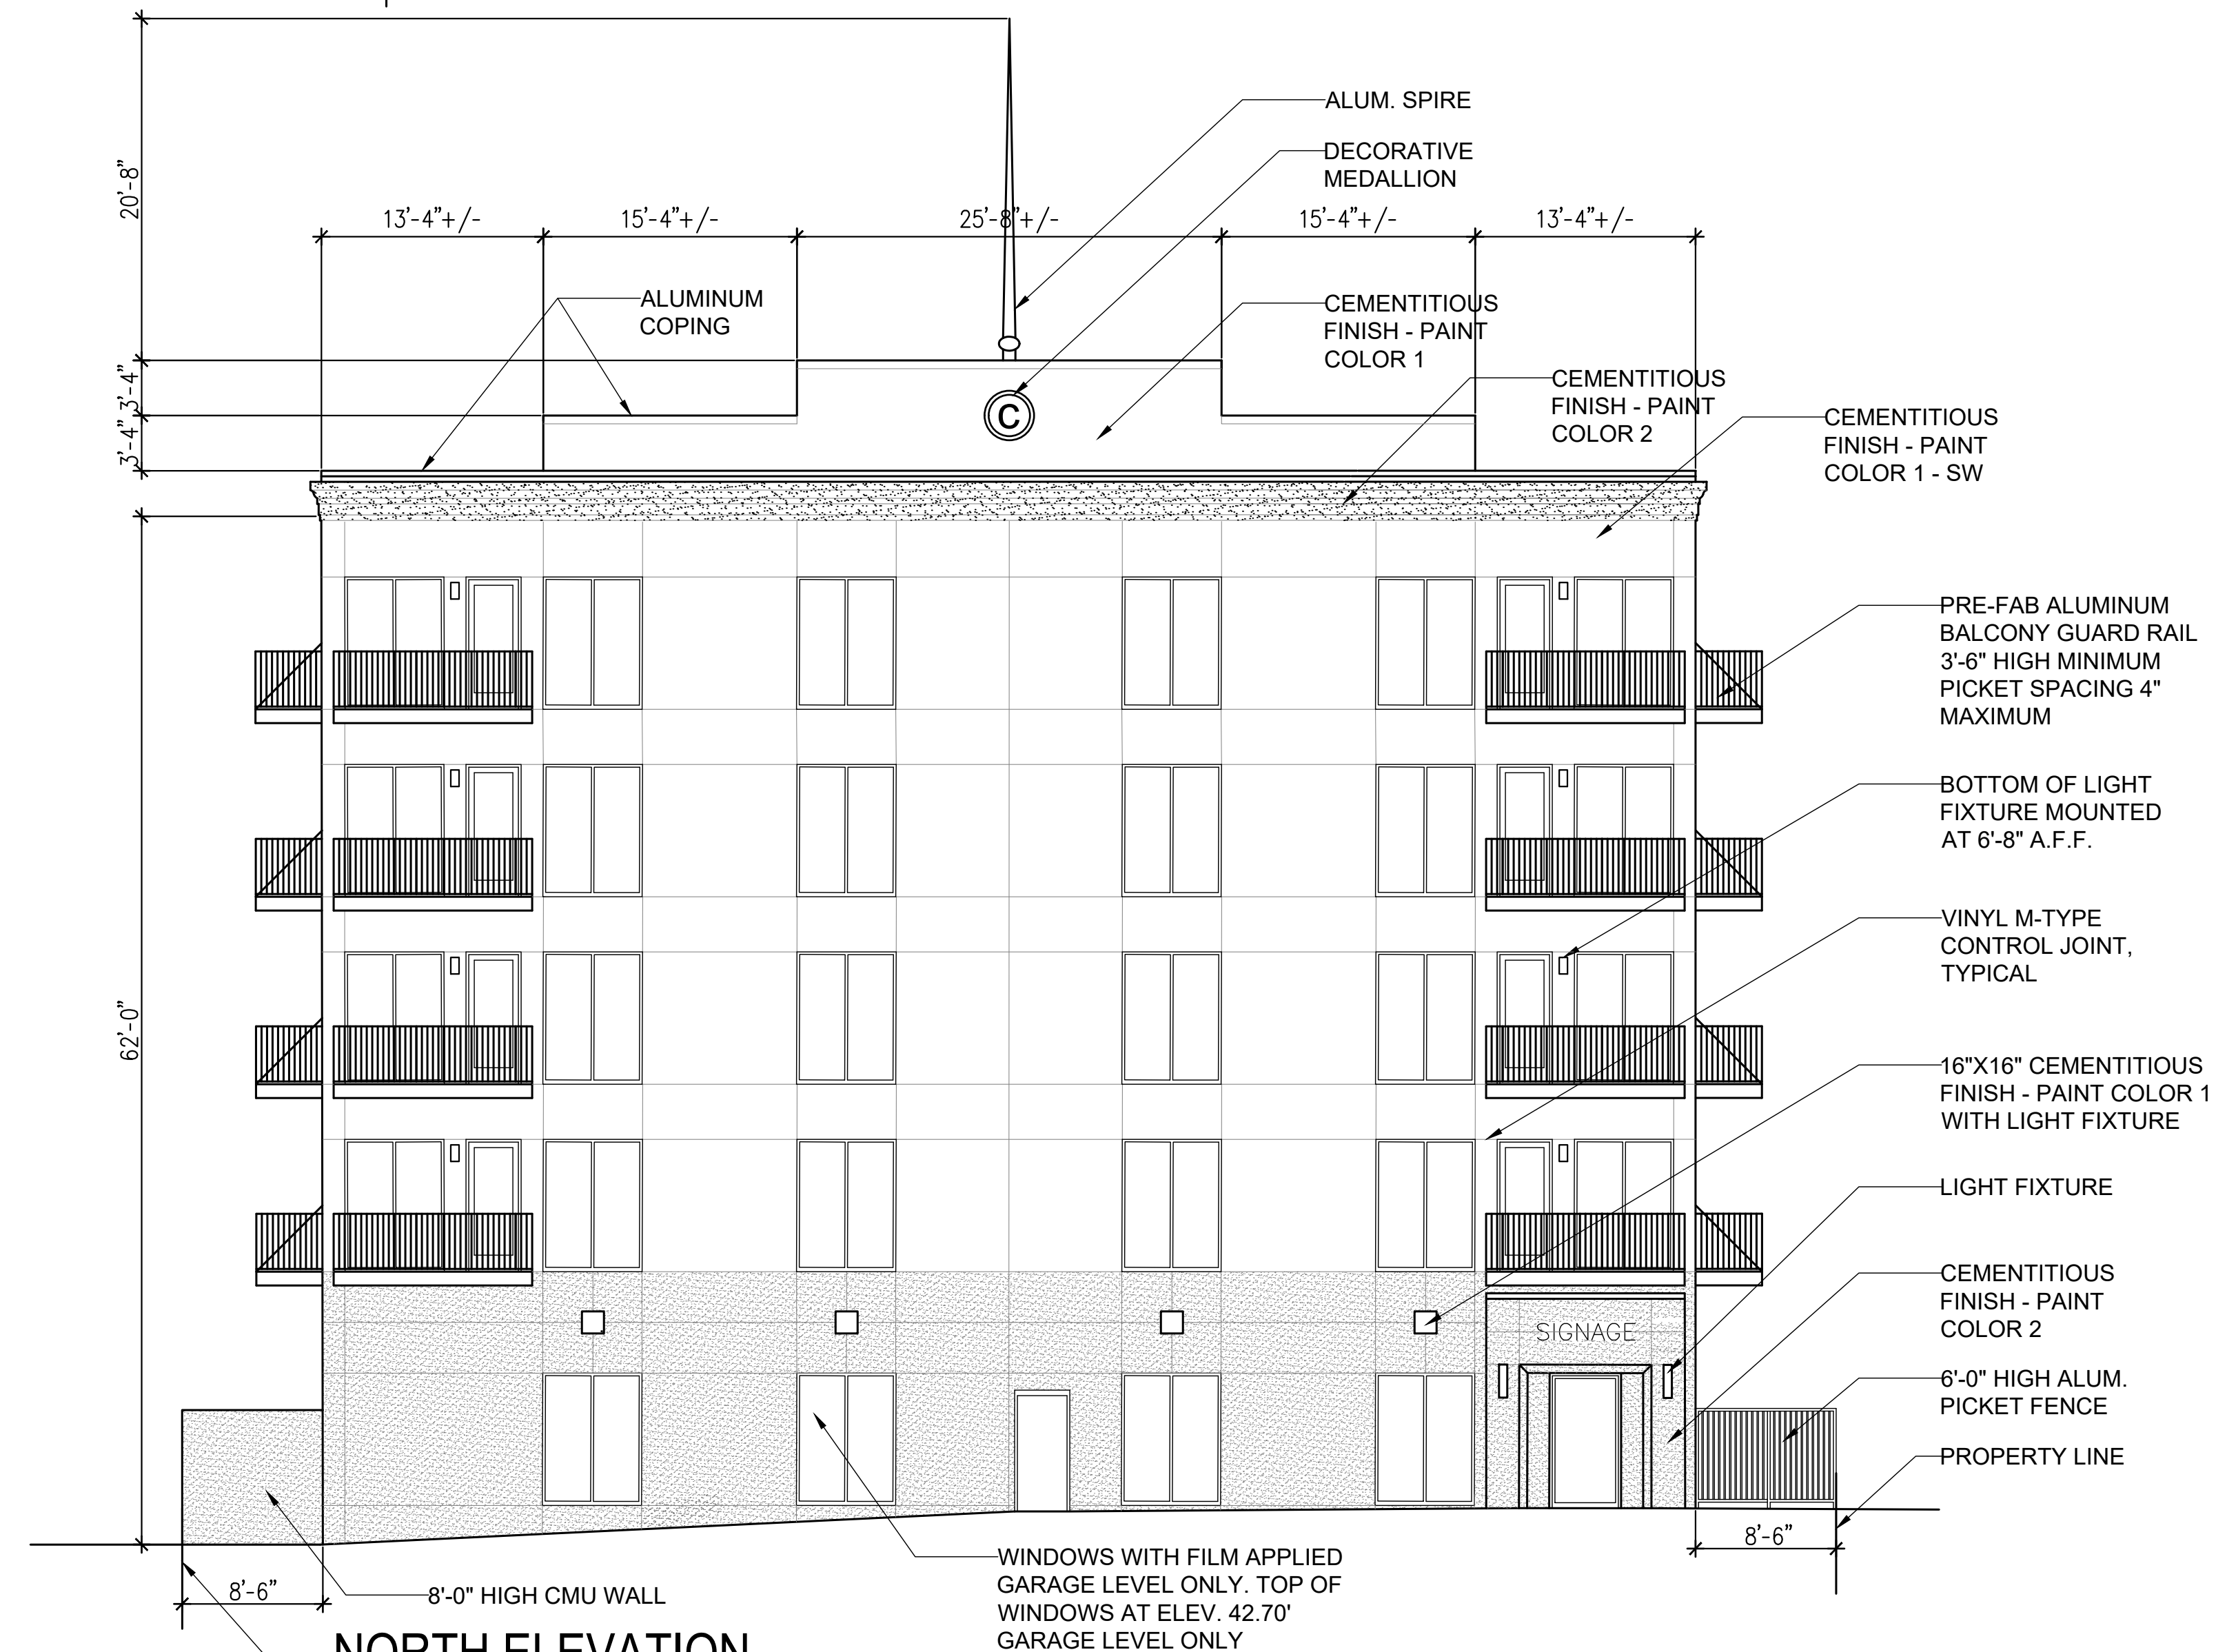 ALUM. SPIRE
DECORATIVE
MEDALLION
20'-8"
13'-4"+/-
15'-4"+/-
25'-8"+/-
15'-4"+/-
13'-4"+/-
ALUMINUM
COPING
CEMENTITIOUS
FINISH - PAINT
COLOR 1
3'-4"
3'-4"
C
CEMENTITIOUS
FINISH - PAINT
COLOR 2
CEMENTITIOUS
FINISH - PAINT
COLOR 1 - SW
PRE-FAB ALUMINUM
BALCONY GUARD RAIL
3'-6" HIGH MINIMUM
PICKET SPACING 4"
MAXIMUM
BOTTOM OF LIGHT
FIXTURE MOUNTED
AT 6'-8" A.F.F.
VINYL M-TYPE
CONTROL JOINT,
TYPICAL
62'-0"
16"X16" CEMENTITIOUS
FINISH - PAINT COLOR 1
WITH LIGHT FIXTURE
LIGHT FIXTURE
CEMENTITIOUS
FINISH - PAINT
COLOR 2
SIGNAGE
6'-0" HIGH ALUM.
PICKET FENCE
PROPERTY LINE
8'-6"
8'-6"
8'-0" HIGH CMU WALL
WINDOWS WITH FILM APPLIED
GARAGE LEVEL ONLY. TOP OF
WINDOWS AT ELEV. 42.70'
GARAGE LEVEL ONLY
NORTH ELEVATION